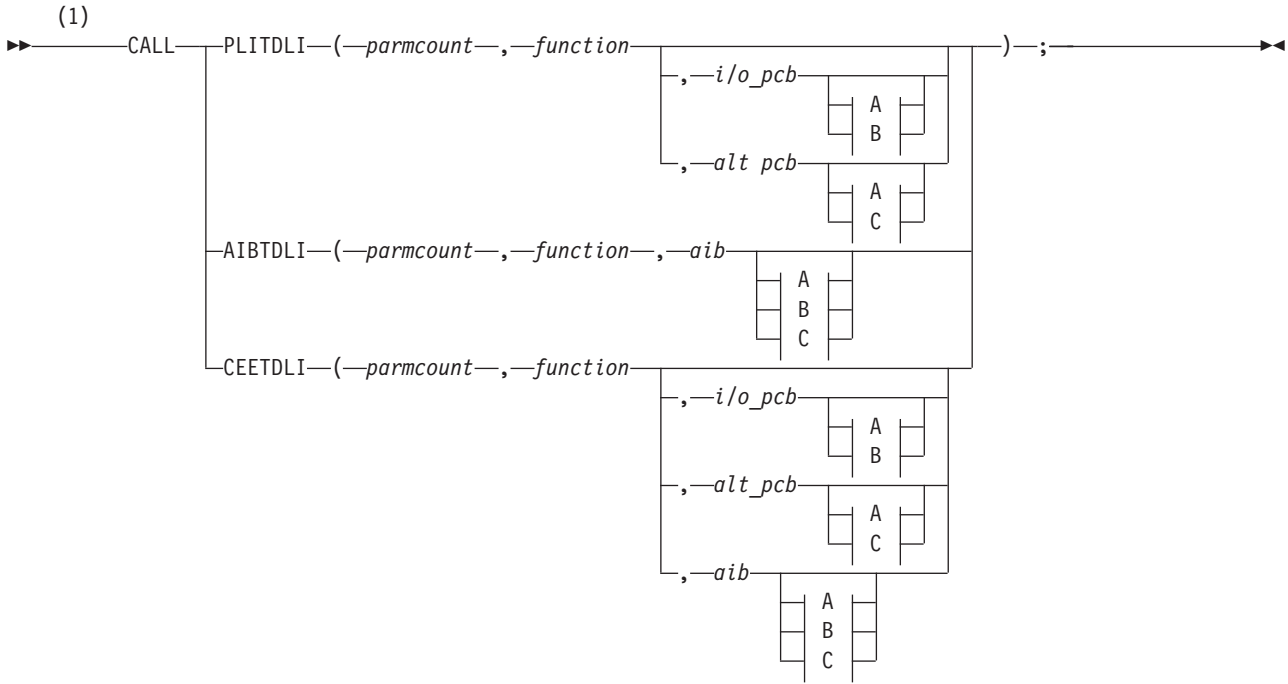 (1)
CALL PLITDLI ( parmcount , function ) ;
, i/o_pcb
A
B
, alt pcb
A
C
AIBTDLI ( parmcount , function , aib
A
B
C
CEETDLI ( parmcount , function
, i/o_pcb
A
B
, alt_pcb
A
C
, aib
A
B
C